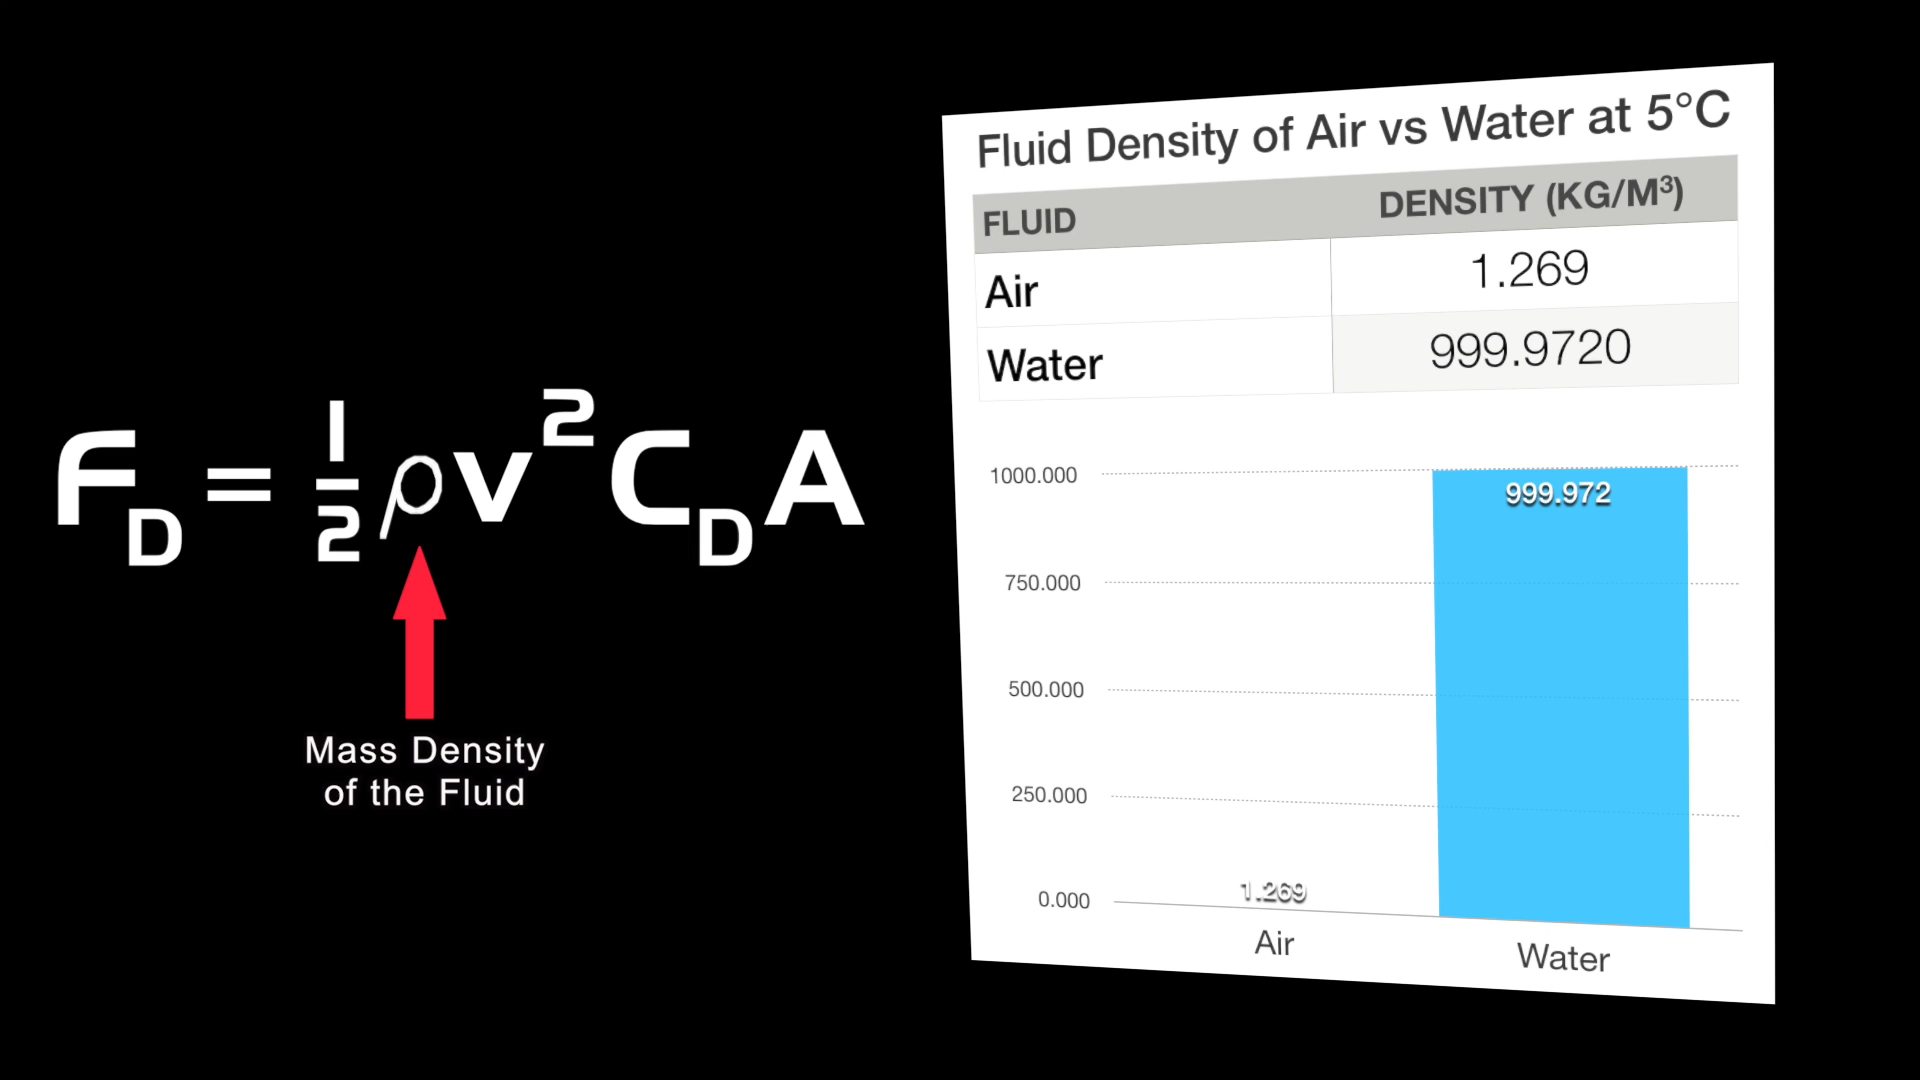 F_D = 1/2 ρv²C_DA
Mass Density
of the Fluid
Fluid Density of Air vs Water at 5°C
FLUID DENSITY (KG/M³)
Air 1.269
Water 999.9720
1000.000
750.000
500.000
250.000
0.000
999.972
1.269
Air Water